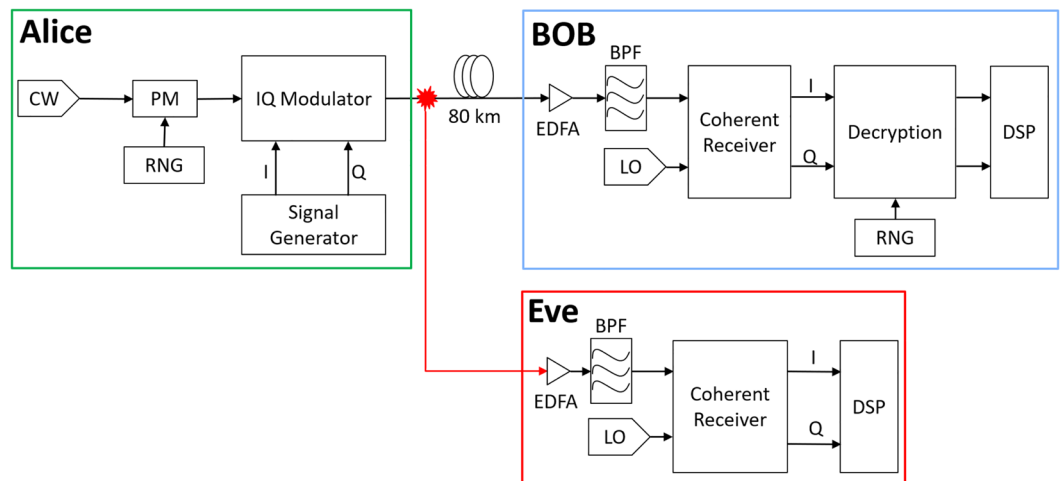 Alice
CW
PM
RNG
IQ Modulator
I
Q
Signal
Generator
80 km
BOB
EDFA
BPF
LO
Coherent
Receiver
I
Q
Decryption
RNG
DSP
Eve
EDFA
BPF
LO
Coherent
Receiver
I
Q
DSP